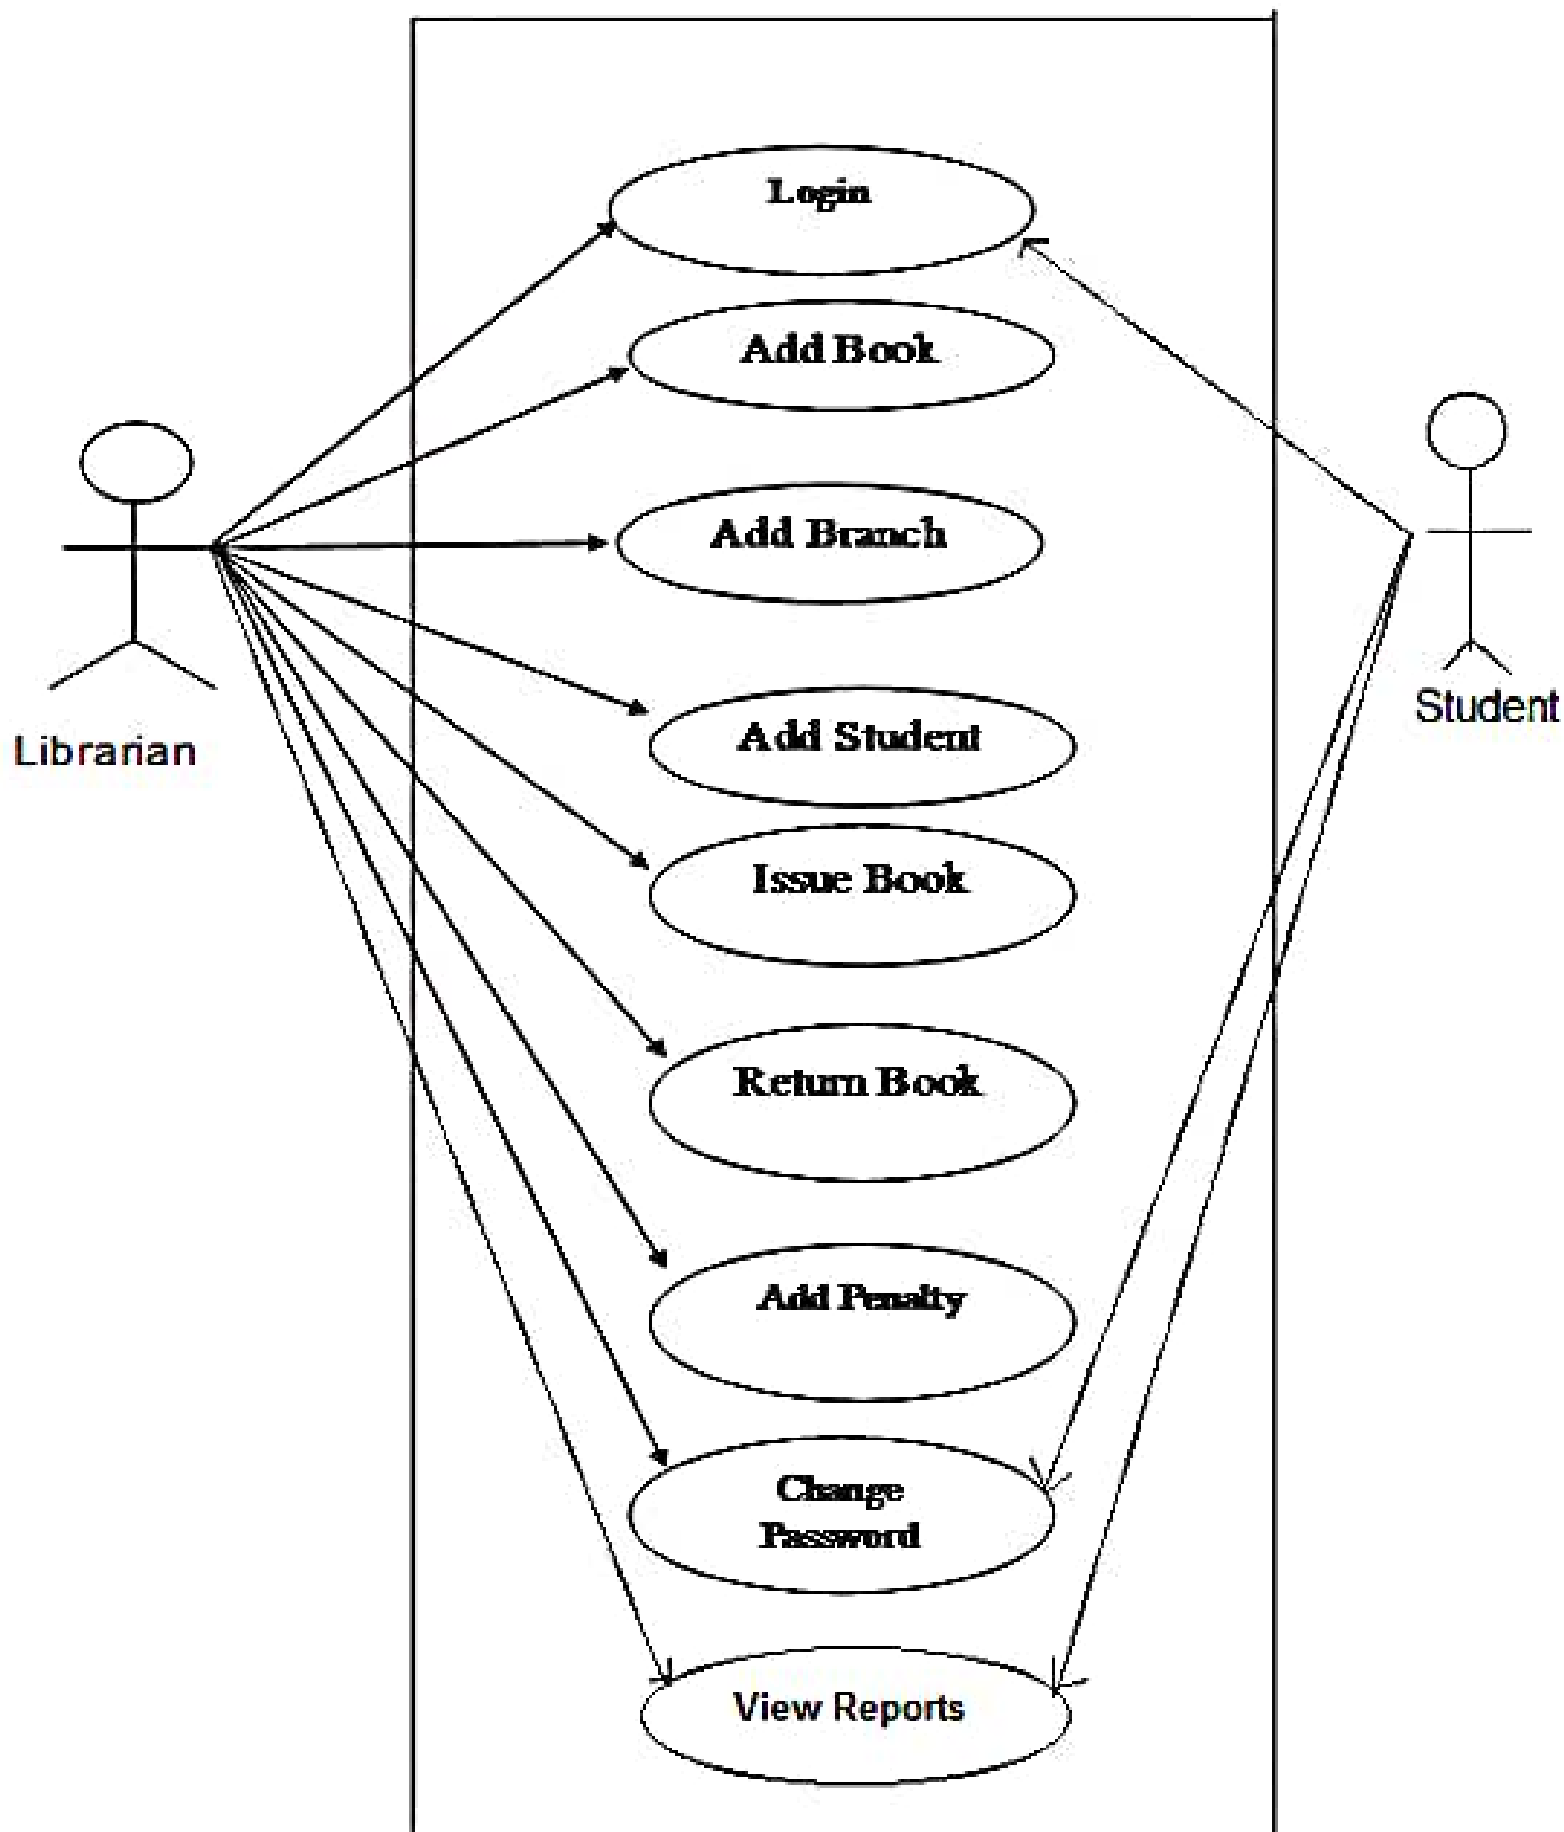 Login
Add Book
Add Branch
Add Student
Issue Book
Return Book
Add Penalty
Change
Password
View Reports
Librarian
Student